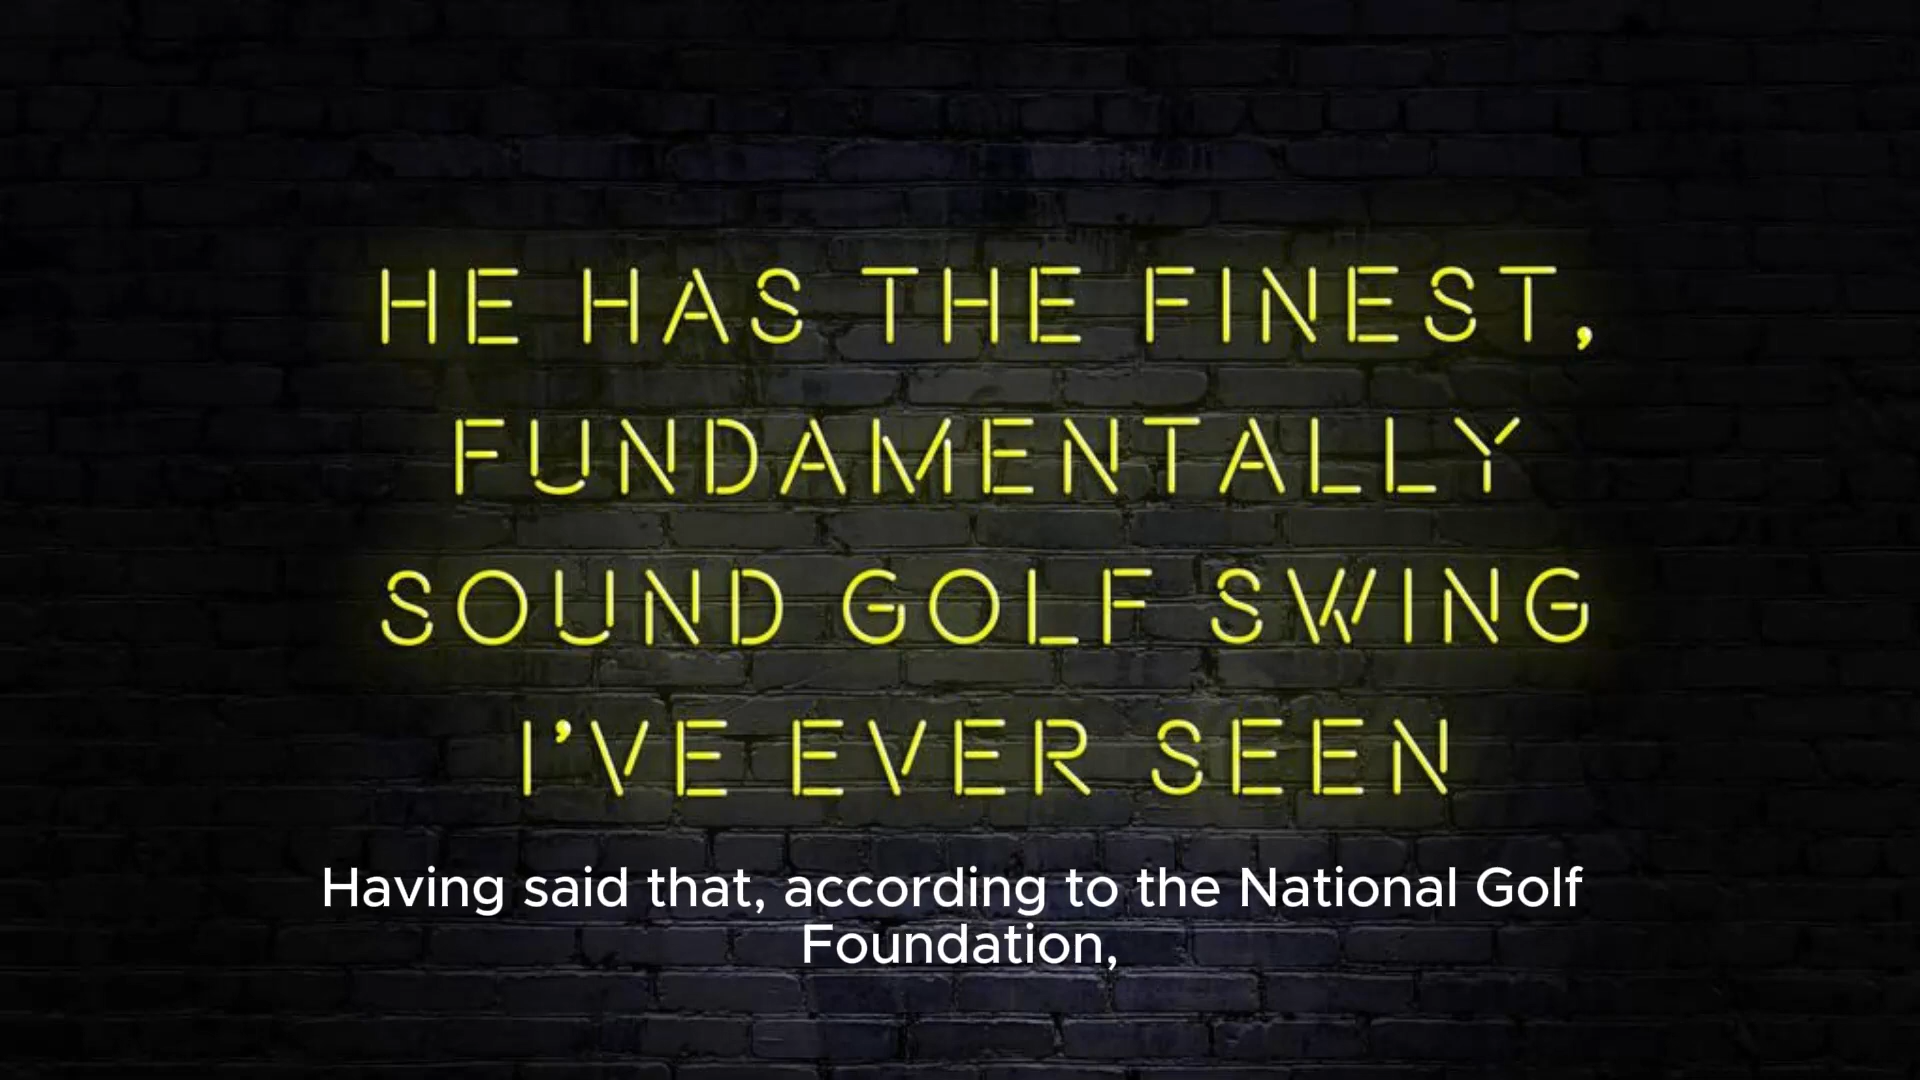 HE HAS THE FINEST,
FUNDAMENTALLY
SOUND GOLF SWING
I'VE EVER SEEN
Having said that, according to the National Golf
Foundation,